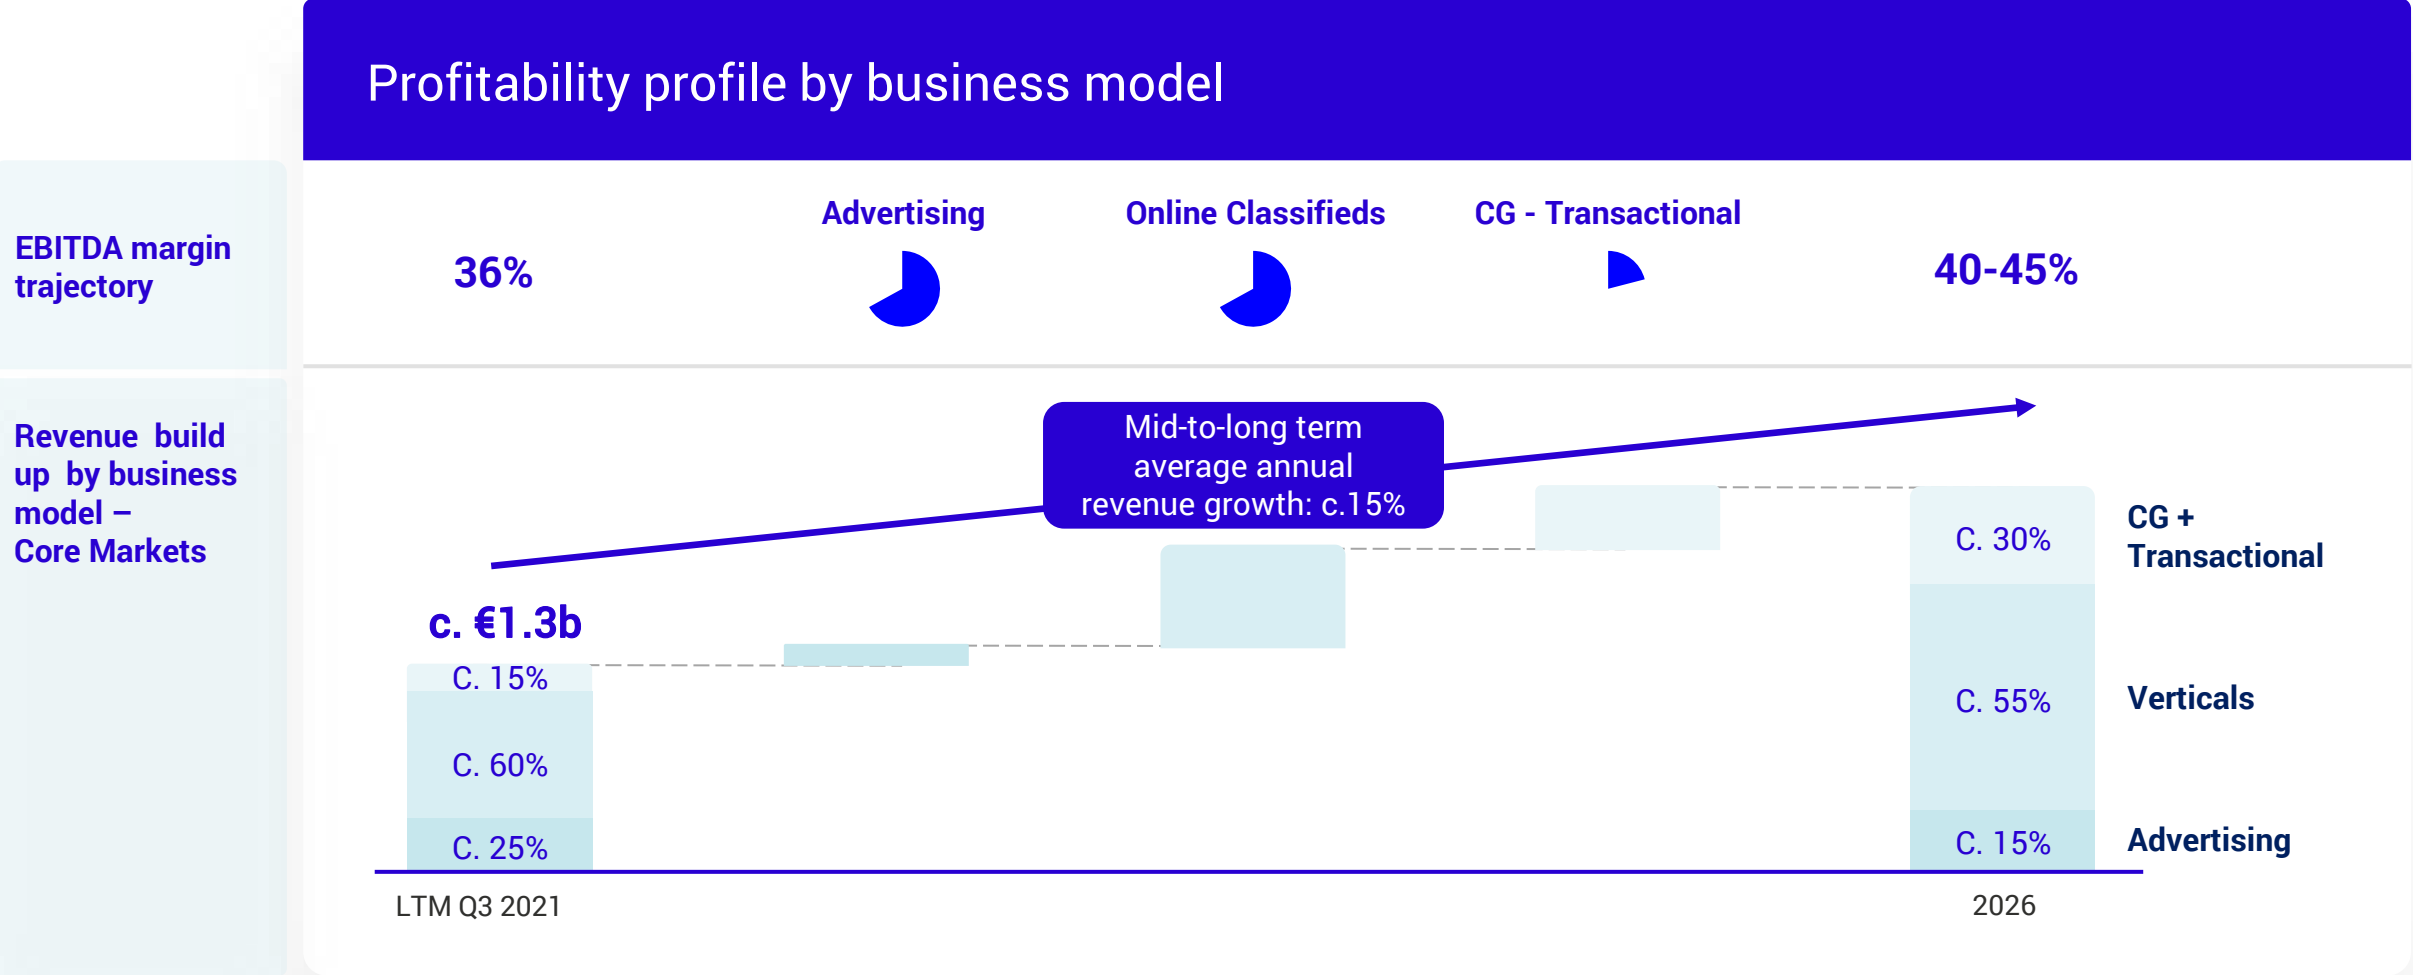 Profitability profile by business model
EBITDA margin
trajectory
36%
Advertising
Online Classifieds
CG - Transactional
40-45%
Revenue  build
up  by business
model –
Core Markets
Mid-to-long term
average annual
revenue growth: c.15%
c. €1.3b
C. 15%
C. 60%
C. 25%
C. 30%
C. 55%
C. 15%
CG +
Transactional
Verticals
Advertising
LTM Q3 2021
2026